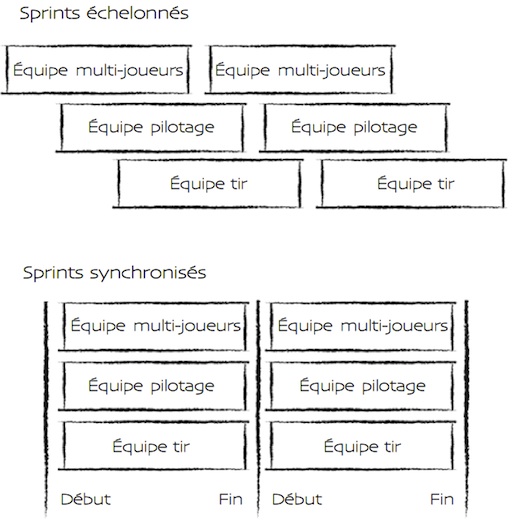 Sprints échelonnés
Équipe multi-joueurs Équipe multi-joueurs
Équipe pilotage Équipe pilotage
Équipe tir Équipe tir
Sprints synchronisés
Équipe multi-joueurs Équipe multi-joueurs
Équipe pilotage Équipe pilotage
Équipe tir Équipe tir
Début Fin Début Fin